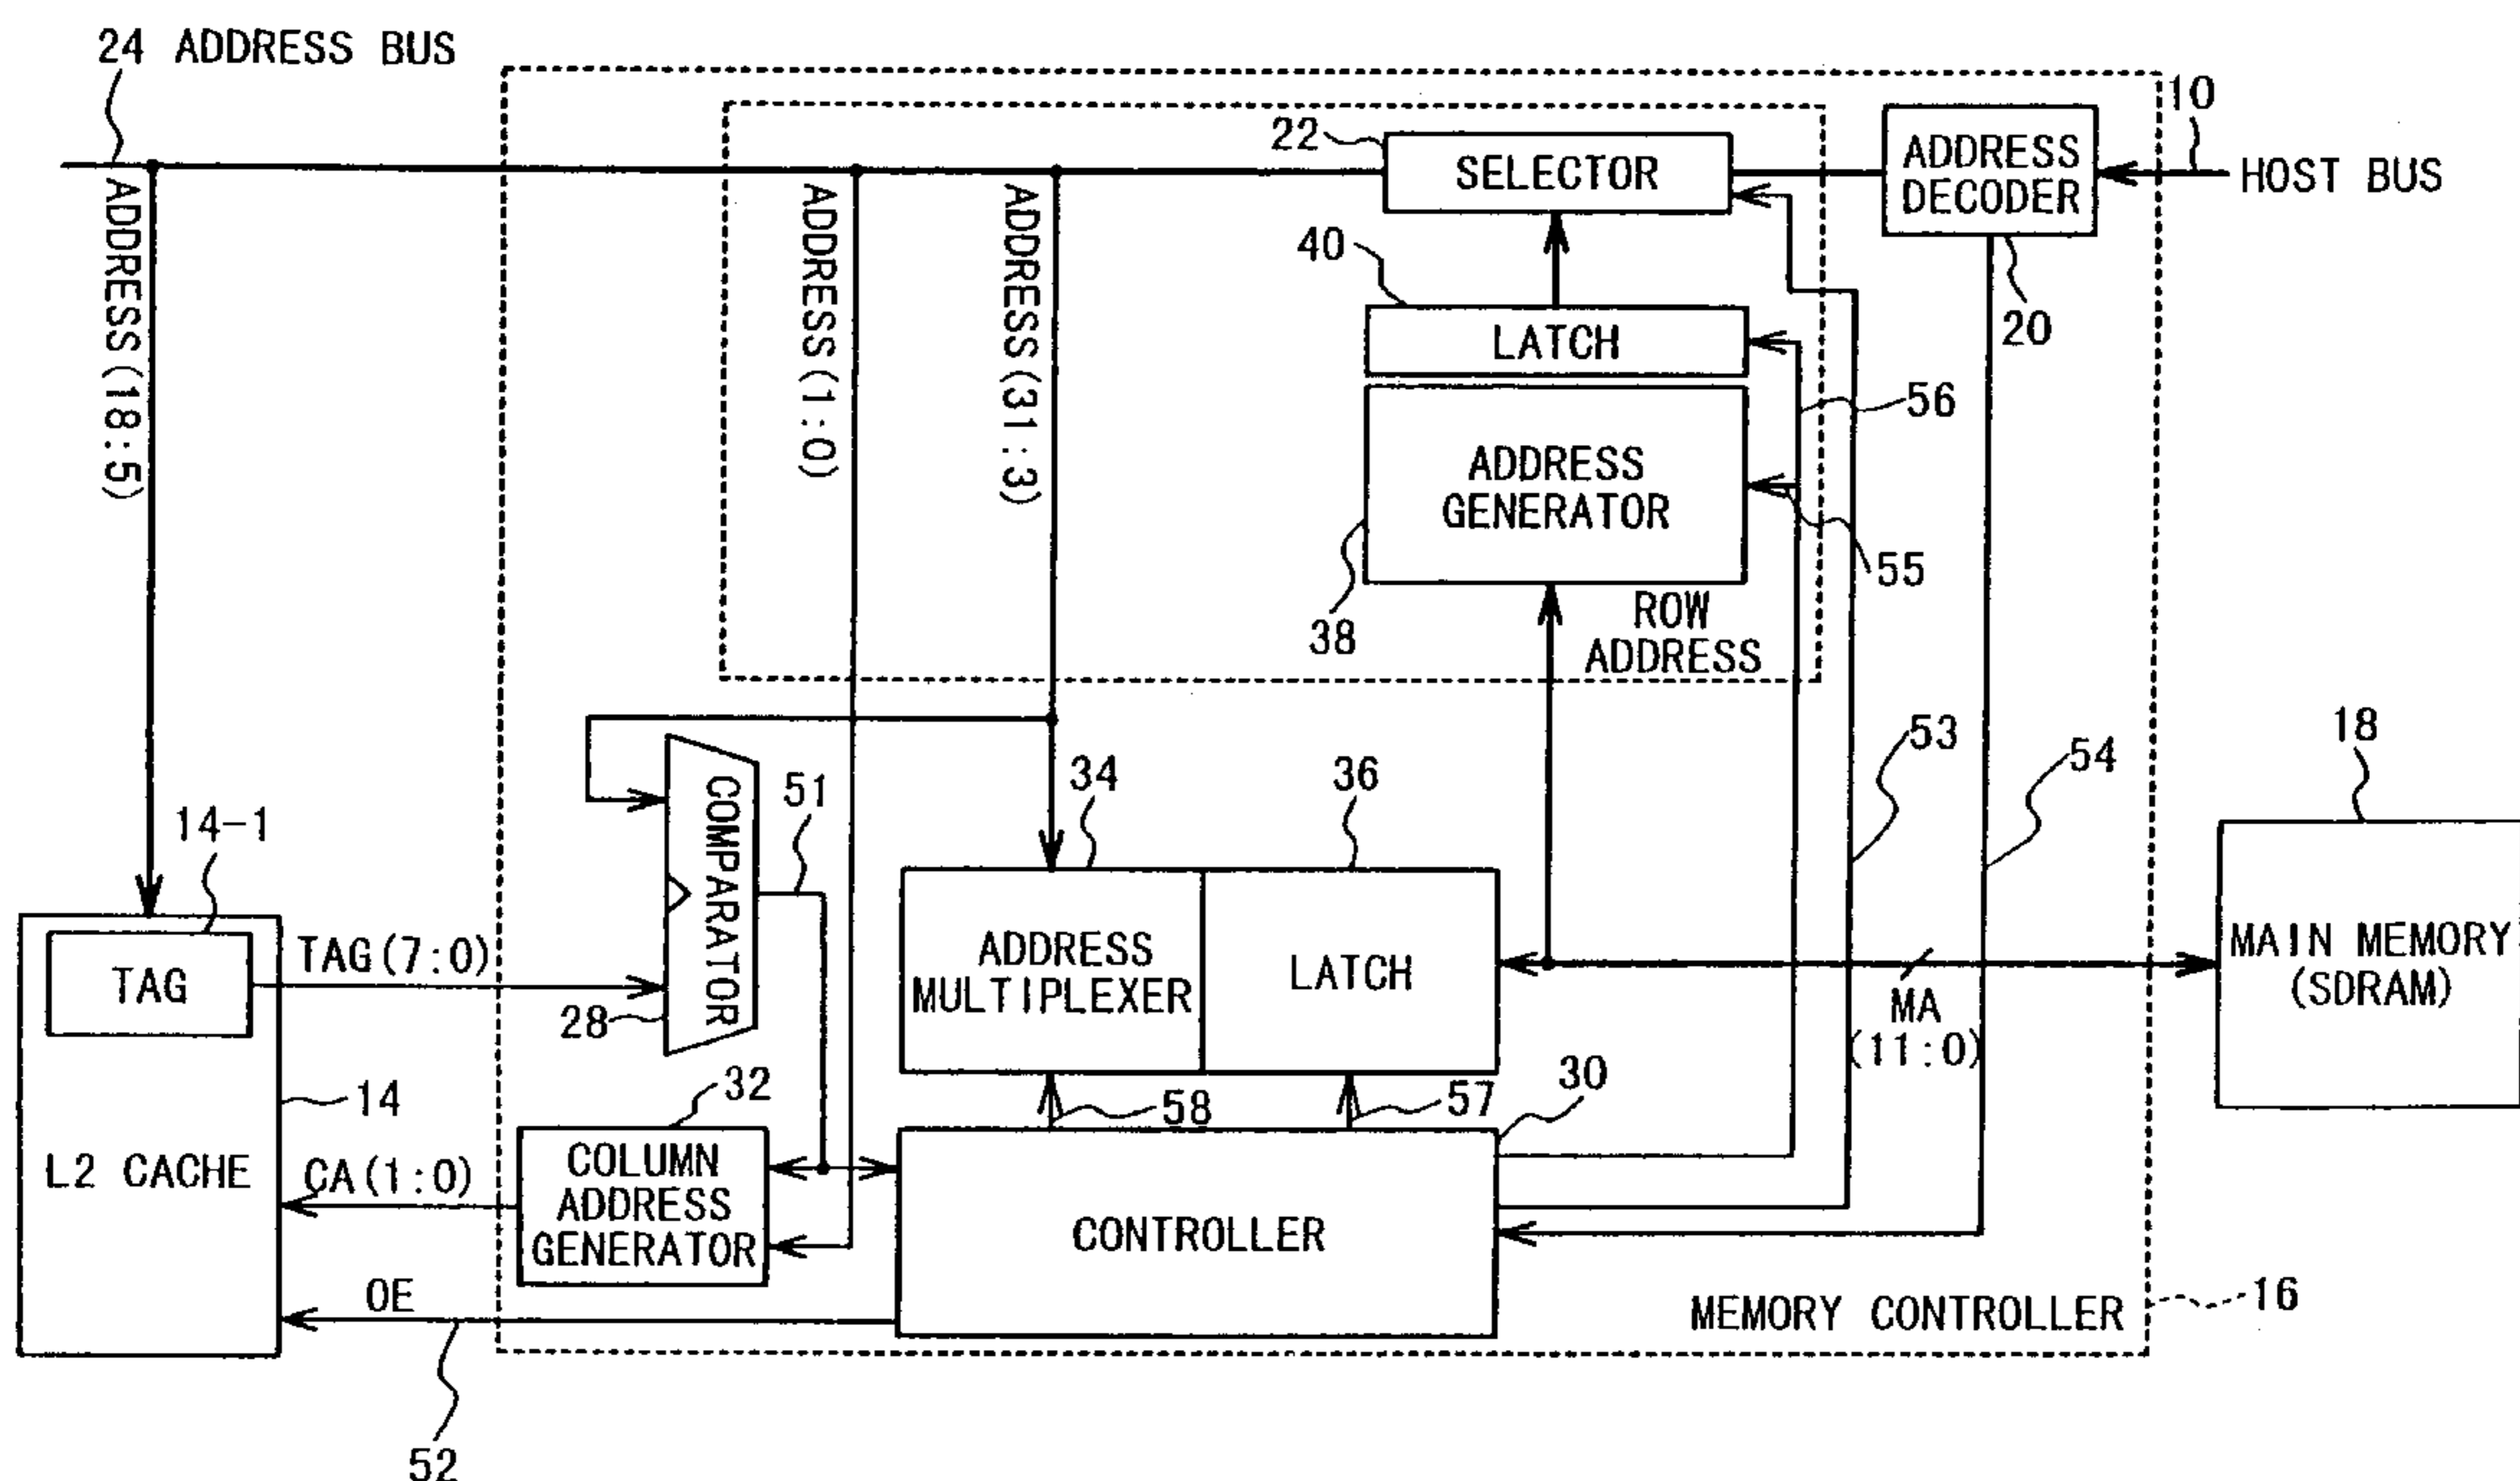 24 ADDRESS BUS
10
22
SELECTOR
ADDRESS
DECODER
HOST BUS
ADDRESS(18:5)
ADDRESS(1:0)
ADDRESS(31:3)
40
LATCH
20
56
ADDRESS
GENERATOR
55
38
ROW
ADDRESS
53
54
18
COMPARATOR
51
34
36
14-1
TAG
TAG(7:0)
28
ADDRESS
MULTIPLEXER
LATCH
MA
(11:0)
MAIN MEMORY
(SDRAM)
14
32
58
57
30
L2 CACHE
CA(1:0)
COLUMN
ADDRESS
GENERATOR
CONTROLLER
OE
MEMORY CONTROLLER
16
52